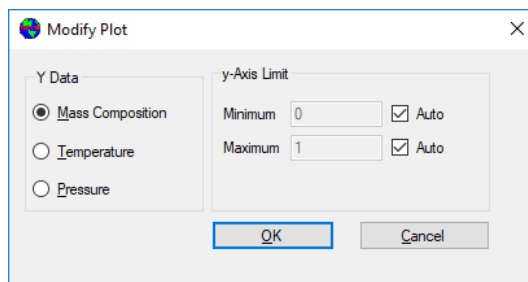 Modify Plot
Y Data
Mass Composition
Temperature
Pressure
y-Axis Limit
Minimum 0 Auto
Maximum 1 Auto
OK
Cancel